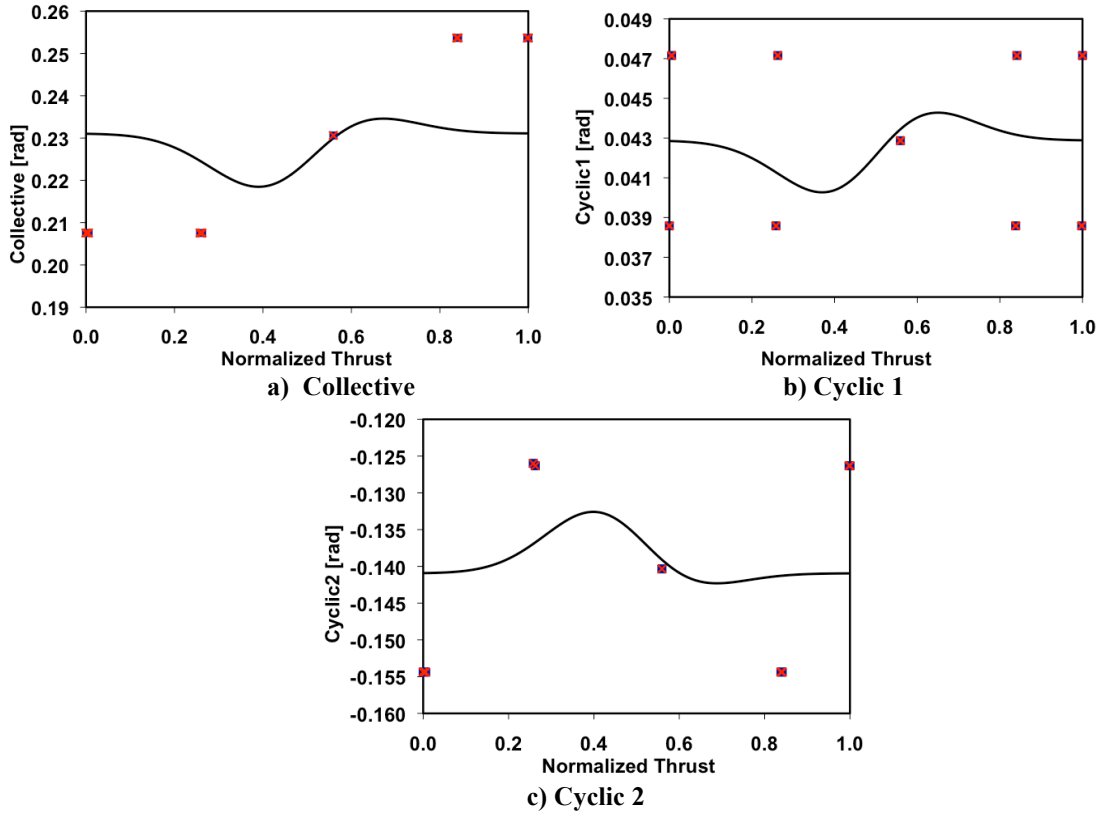 Collective [rad]
0.26
0.25
0.24
0.23
0.22
0.21
0.20
0.19
0.0 0.2 0.4 0.6 0.8 1.0
Normalized Thrust
a) Collective
Cyclic1 [rad]
0.049
0.047
0.045
0.043
0.041
0.039
0.037
0.035
0.0 0.2 0.4 0.6 0.8 1.0
Normalized Thrust
b) Cyclic 1
Cyclic2 [rad]
-0.120
-0.125
-0.130
-0.135
-0.140
-0.145
-0.150
-0.155
-0.160
0.0 0.2 0.4 0.6 0.8 1.0
Normalized Thrust
c) Cyclic 2